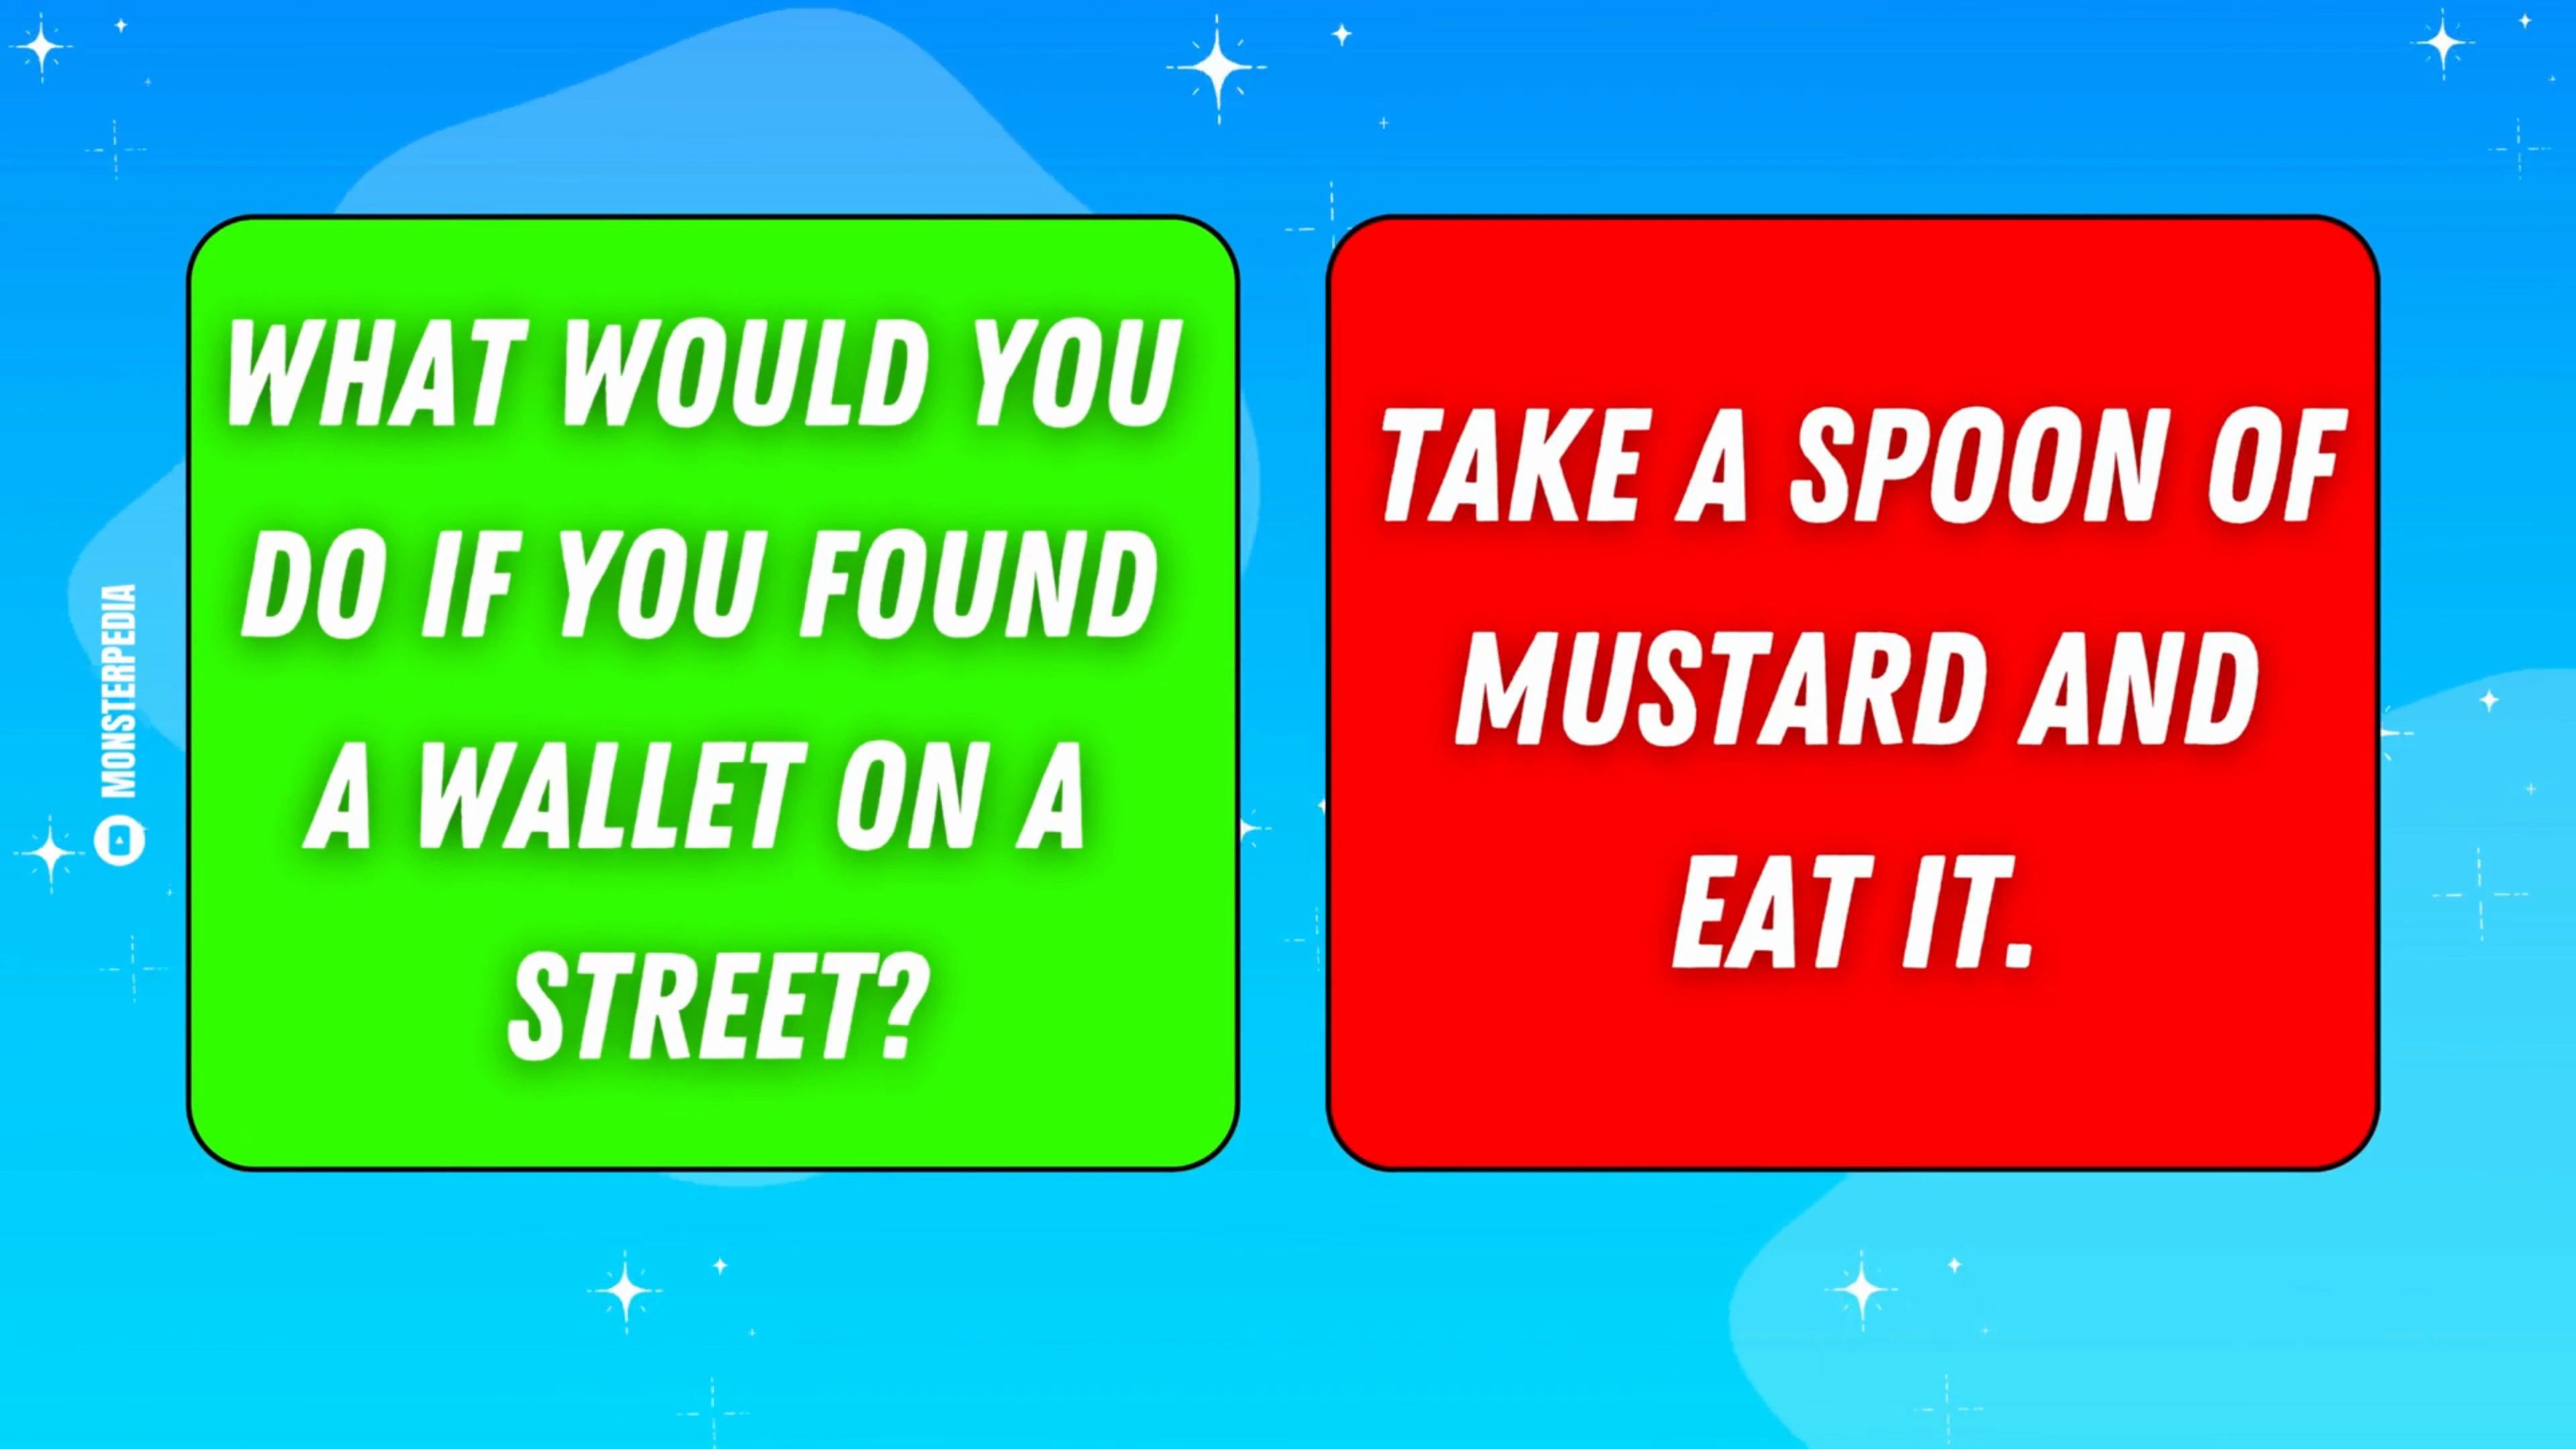 WHAT WOULD YOU
DO IF YOU FOUND
A WALLET ON A
STREET?
TAKE A SPOON OF
MUSTARD AND
EAT IT.
MONSTERPEDIA